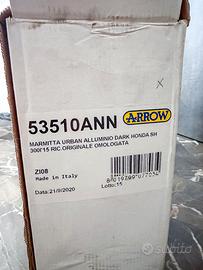 ARROW
53510ANN
MARMITTA URBAN ALLUMINIO DARK HONDA SH
300/15 RIC.ORIGINALE OMOLOGATA
ZI08
Made in Italy
Data:21/9/2020
Lotto:15
subito